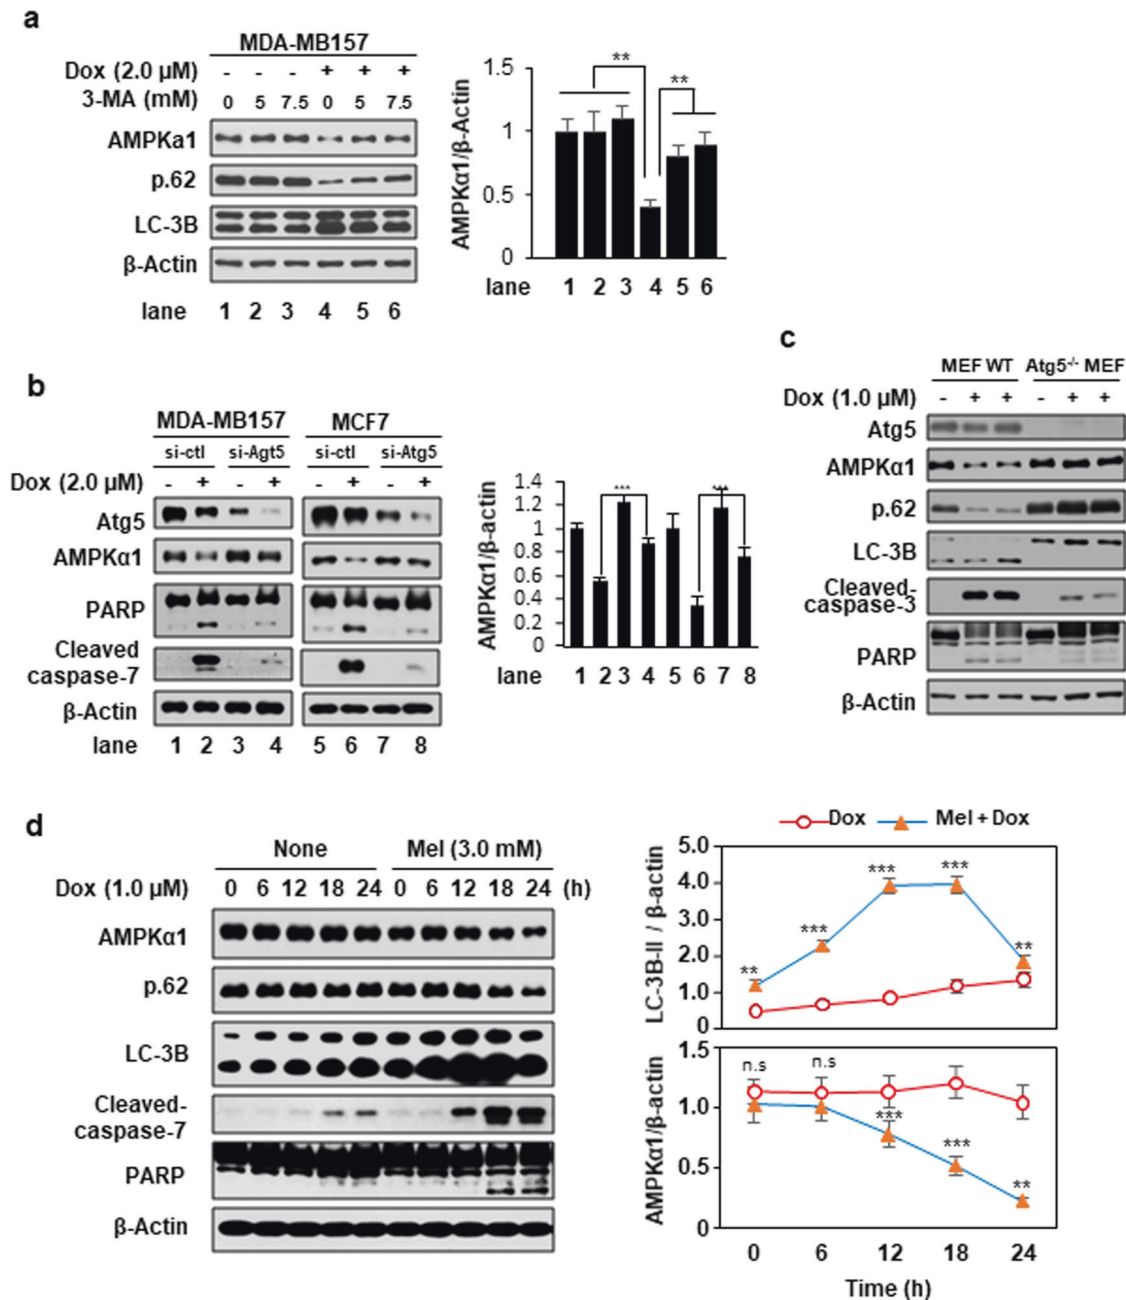 a
MDA-MB157
Dox (2.0 µM) - - - + + +
3-MA (mM) 0 5 7.5 0 5 7.5
AMPKa1
p.62
LC-3B
β-Actin
lane 1 2 3 4 5 6
AMPKα1/β-Actin
1.5
1
0.5
0
** **
lane 1 2 3 4 5 6
b
MDA-MB157 MCF7
si-ctl si-Agt5 si-ctl si-Atg5
Dox (2.0 µM) - + - + - + - +
Atg5
AMPKα1
PARP
Cleaved
caspase-7
β-Actin
lane 1 2 3 4 5 6 7 8
AMPKα1/β-actin
1.4
1.2
1
0.8
0.6
0.4
0.2
0
*** ***
lane 1 2 3 4 5 6 7 8
c
MEF WT Atg5-/- MEF
Dox (1.0 µM) - + + - + +
Atg5
AMPKα1
p.62
LC-3B
Cleaved-
caspase-3
PARP
β-Actin
d
None Mel (3.0 mM)
Dox (1.0 µM) 0 6 12 18 24 0 6 12 18 24 (h)
AMPKα1
p.62
LC-3B
Cleaved-
caspase-7
PARP
β-Actin
Dox Mel + Dox
LC-3B-II / β-actin
5.0
4.0
3.0
2.0
1.0
0
** *** *** *** **
AMPKα1/β-actin
1.5
1.0
0.5
0
n.s n.s *** *** **
0 6 12 18 24
Time (h)